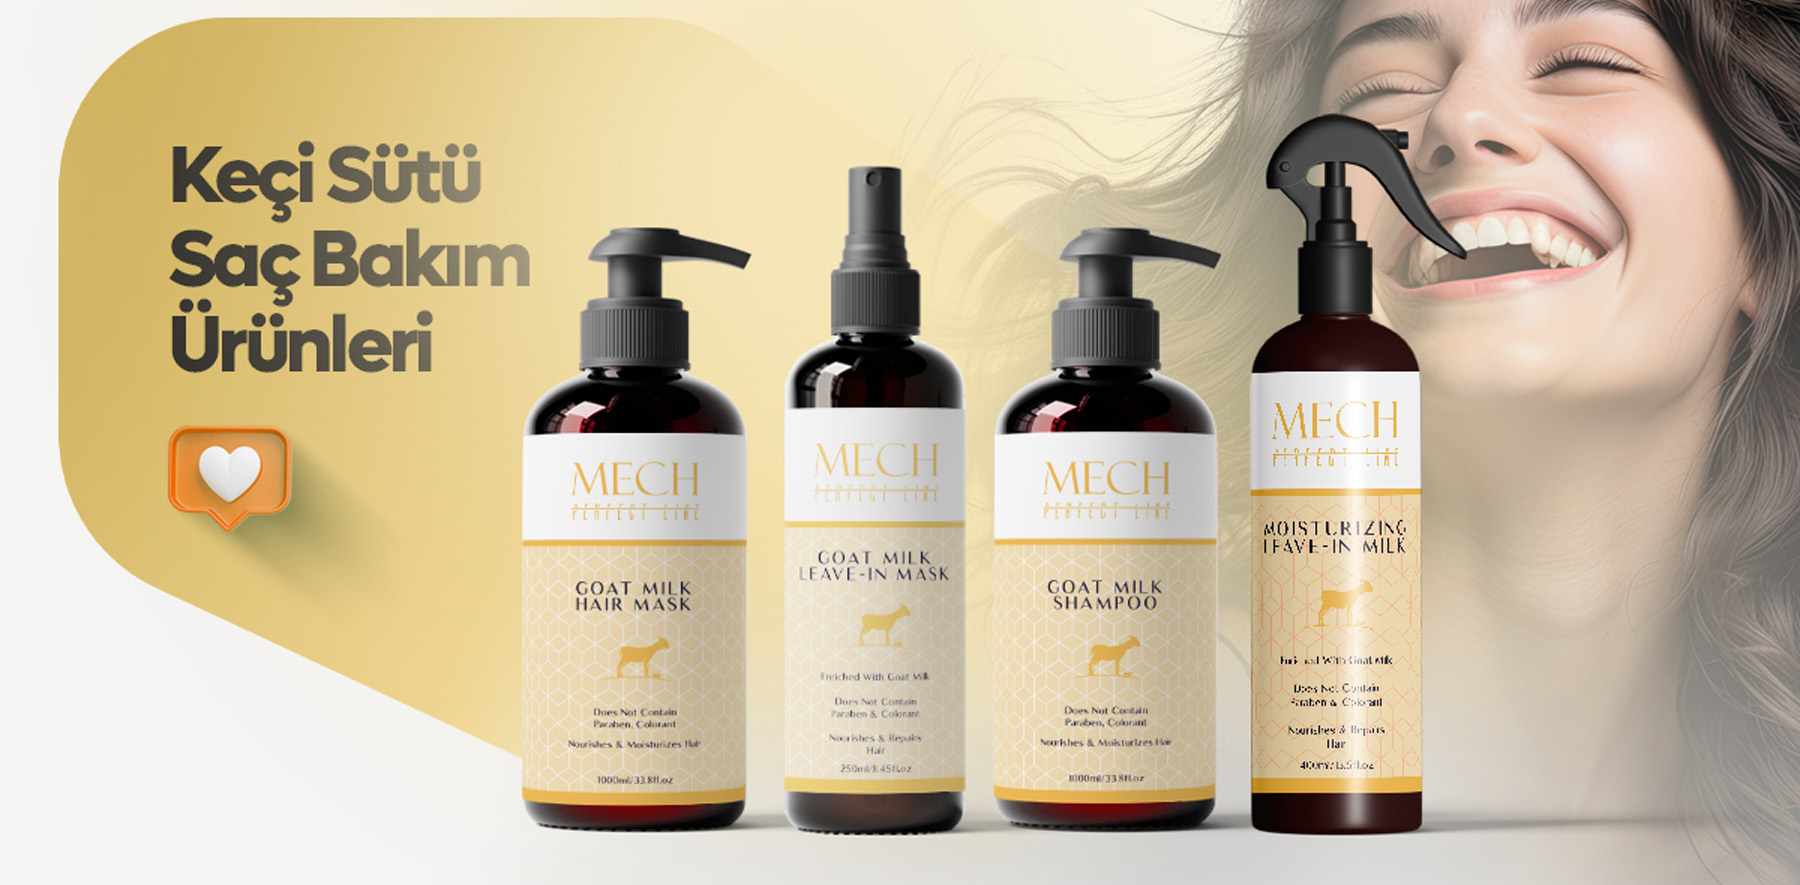 Keçi Sütü
Saç Bakım
Ürünleri
MECH
PERFECT LINE
GOAT MILK
HAIR MASK
Does Not Contain
Paraben, Colorant
Nourishes & Moisturizes Hair
1000ml/33.8fl.oz
MECH
PERFECT LINE
GOAT MILK
LEAVE-IN MASK
Enriched With Goat Milk
Does Not Contain
Paraben & Colorant
Nourishes & Repairs
Hair
250ml/8.45fl.oz
MECH
PERFECT LINE
GOAT MILK
SHAMPOO
Does Not Contain
Paraben, Colorant
Nourishes & Moisturizes Hair
1000ml/33.8fl.oz
MECH
PERFECT LINE
MOISTURIZING
LEAVE-IN MILK
Enriched With Goat Milk
Does Not Contain
Paraben & Colorant
Nourishes & Repairs
Hair
400ml/13.5fl.oz